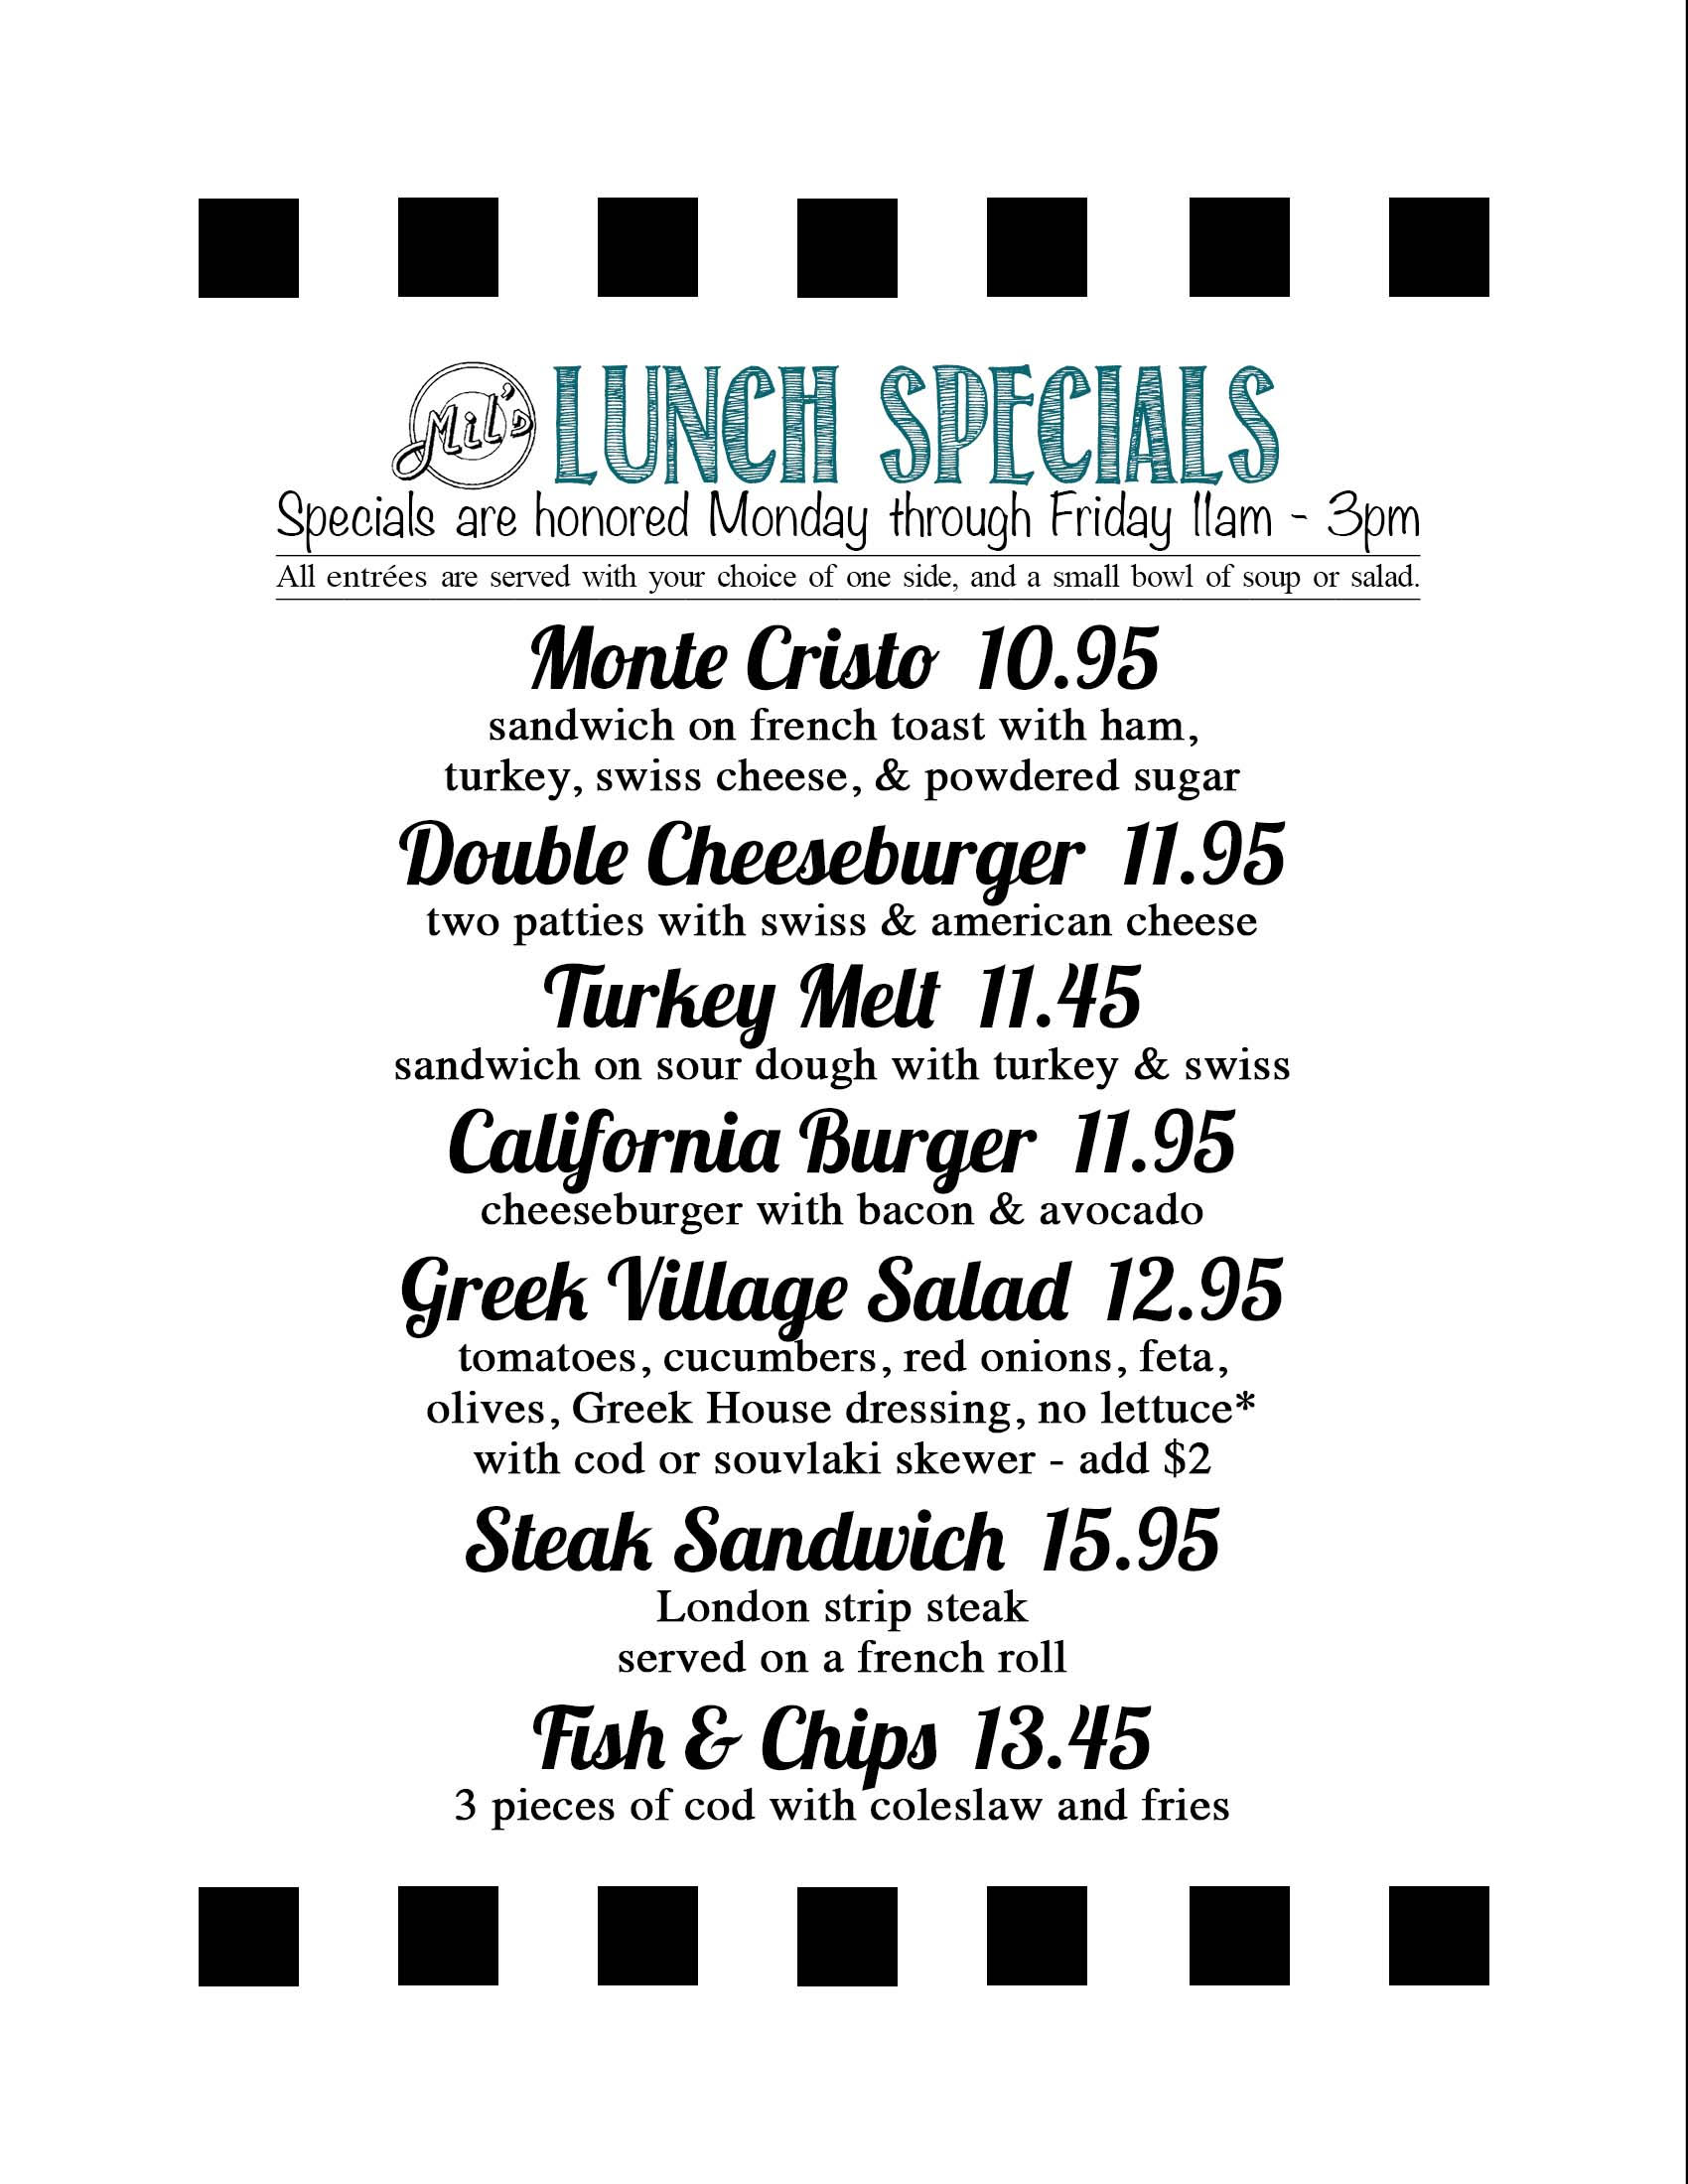 Mil's LUNCH SPECIALS
Specials are honored Monday through Friday 11am - 3pm
All entrées are served with your choice of one side, and a small bowl of soup or salad.
Monte Cristo 10.95
sandwich on french toast with ham,
turkey, swiss cheese, & powdered sugar
Double Cheeseburger 11.95
two patties with swiss & american cheese
Turkey Melt 11.45
sandwich on sour dough with turkey & swiss
California Burger 11.95
cheeseburger with bacon & avocado
Greek Village Salad 12.95
tomatoes, cucumbers, red onions, feta,
olives, Greek House dressing, no lettuce*
with cod or souvlaki skewer - add $2
Steak Sandwich 15.95
London strip steak
served on a french roll
Fish & Chips 13.45
3 pieces of cod with coleslaw and fries